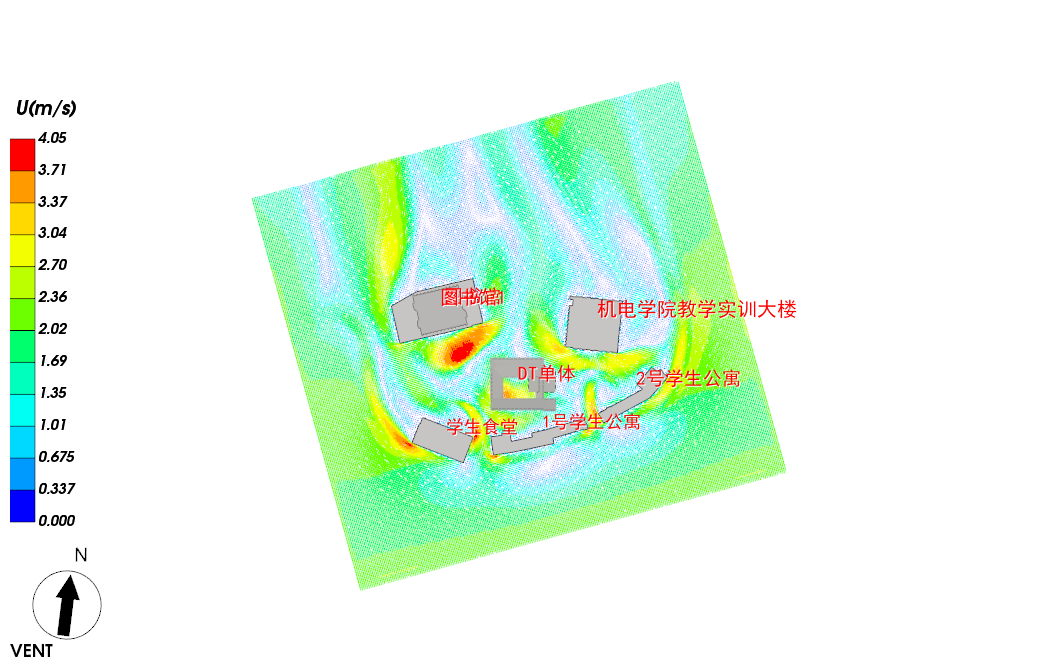 U(m/s)
4.05
3.71
3.37
3.04
2.70
2.36
2.02
1.69
1.35
1.01
0.675
0.337
0.000
图书馆
机电学院教学实训大楼
DT单体
2号学生公寓
1号学生公寓
学生食堂
N
VENT